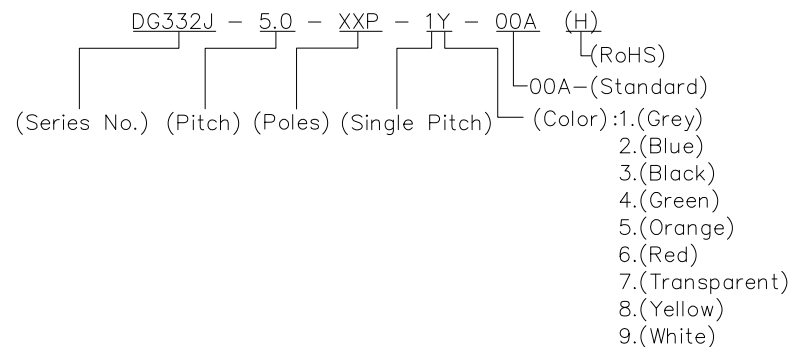 DG332J - 5.0 - XXP - 1Y - 00A (H)
(RoHS)
00A-(Standard)
(Series No.) (Pitch) (Poles) (Single Pitch) (Color):1.(Grey)
2.(Blue)
3.(Black)
4.(Green)
5.(Orange)
6.(Red)
7.(Transparent)
8.(Yellow)
9.(White)